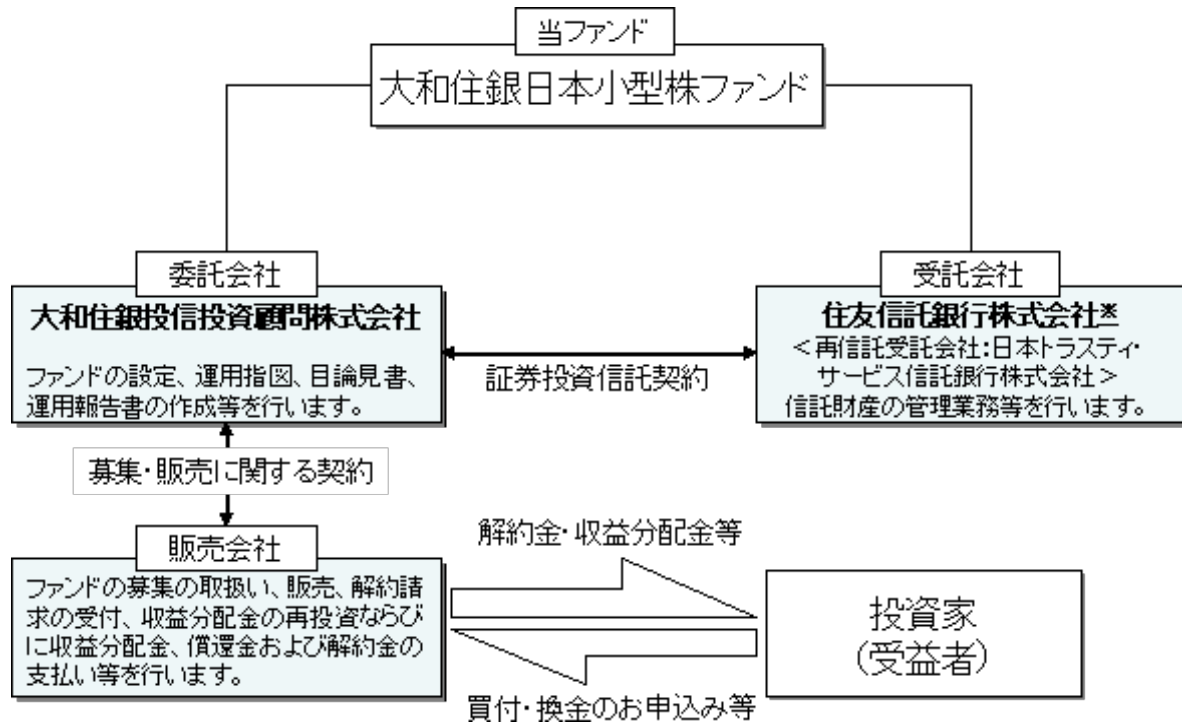 当ファンド
大和住銀日本小型株ファンド
委託会社
大和住銀投信投資顧問株式会社
ファンドの設定、運用指図、目論見書、
運用報告書の作成等を行います。
証券投資信託契約
受託会社
住友信託銀行株式会社※
＜再信託受託会社：日本トラスティ・
サービス信託銀行株式会社＞
信託財産の管理業務等を行います。
募集・販売に関する契約
販売会社
ファンドの募集の取扱い、販売、解約請
求の受付、収益分配金の再投資ならび
に収益分配金、償還金および解約金の
支払い等を行います。
解約金・収益分配金等
買付・換金のお申込み等
投資家
（受益者）